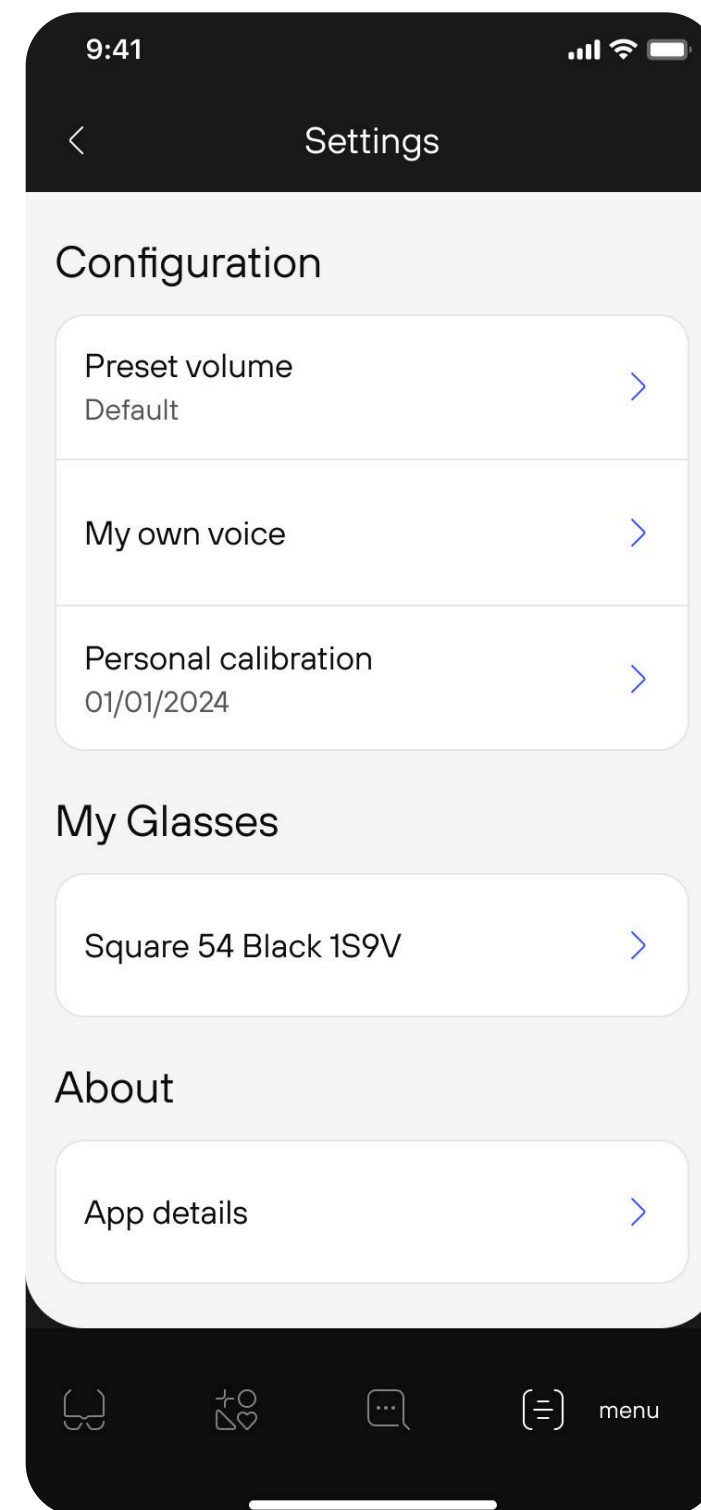 9:41
Settings
Configuration
Preset volume
Default
My own voice
Personal calibration
01/01/2024
My Glasses
Square 54 Black 1S9V
About
App details
menu